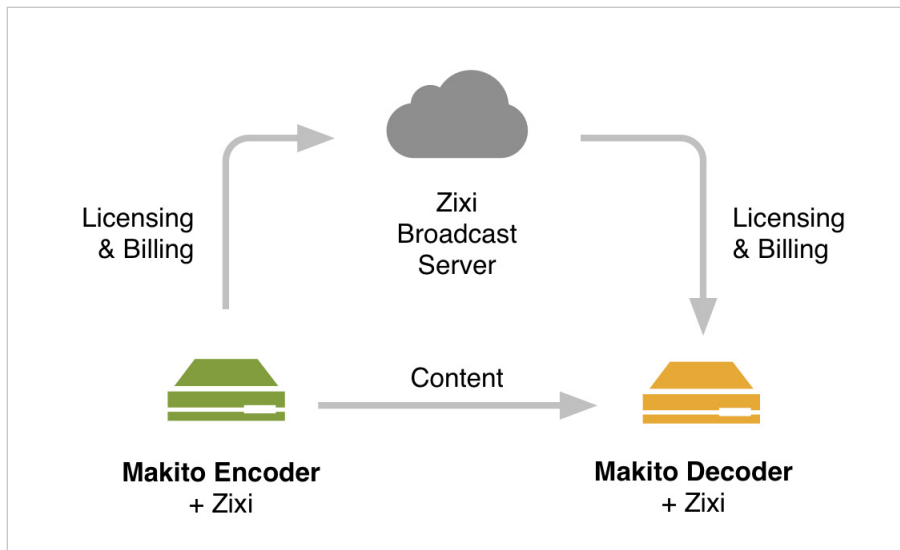 Zixi
Broadcast
Server
Licensing
& Billing
Licensing
& Billing
Content
Makito Encoder
+ Zixi
Makito Decoder
+ Zixi